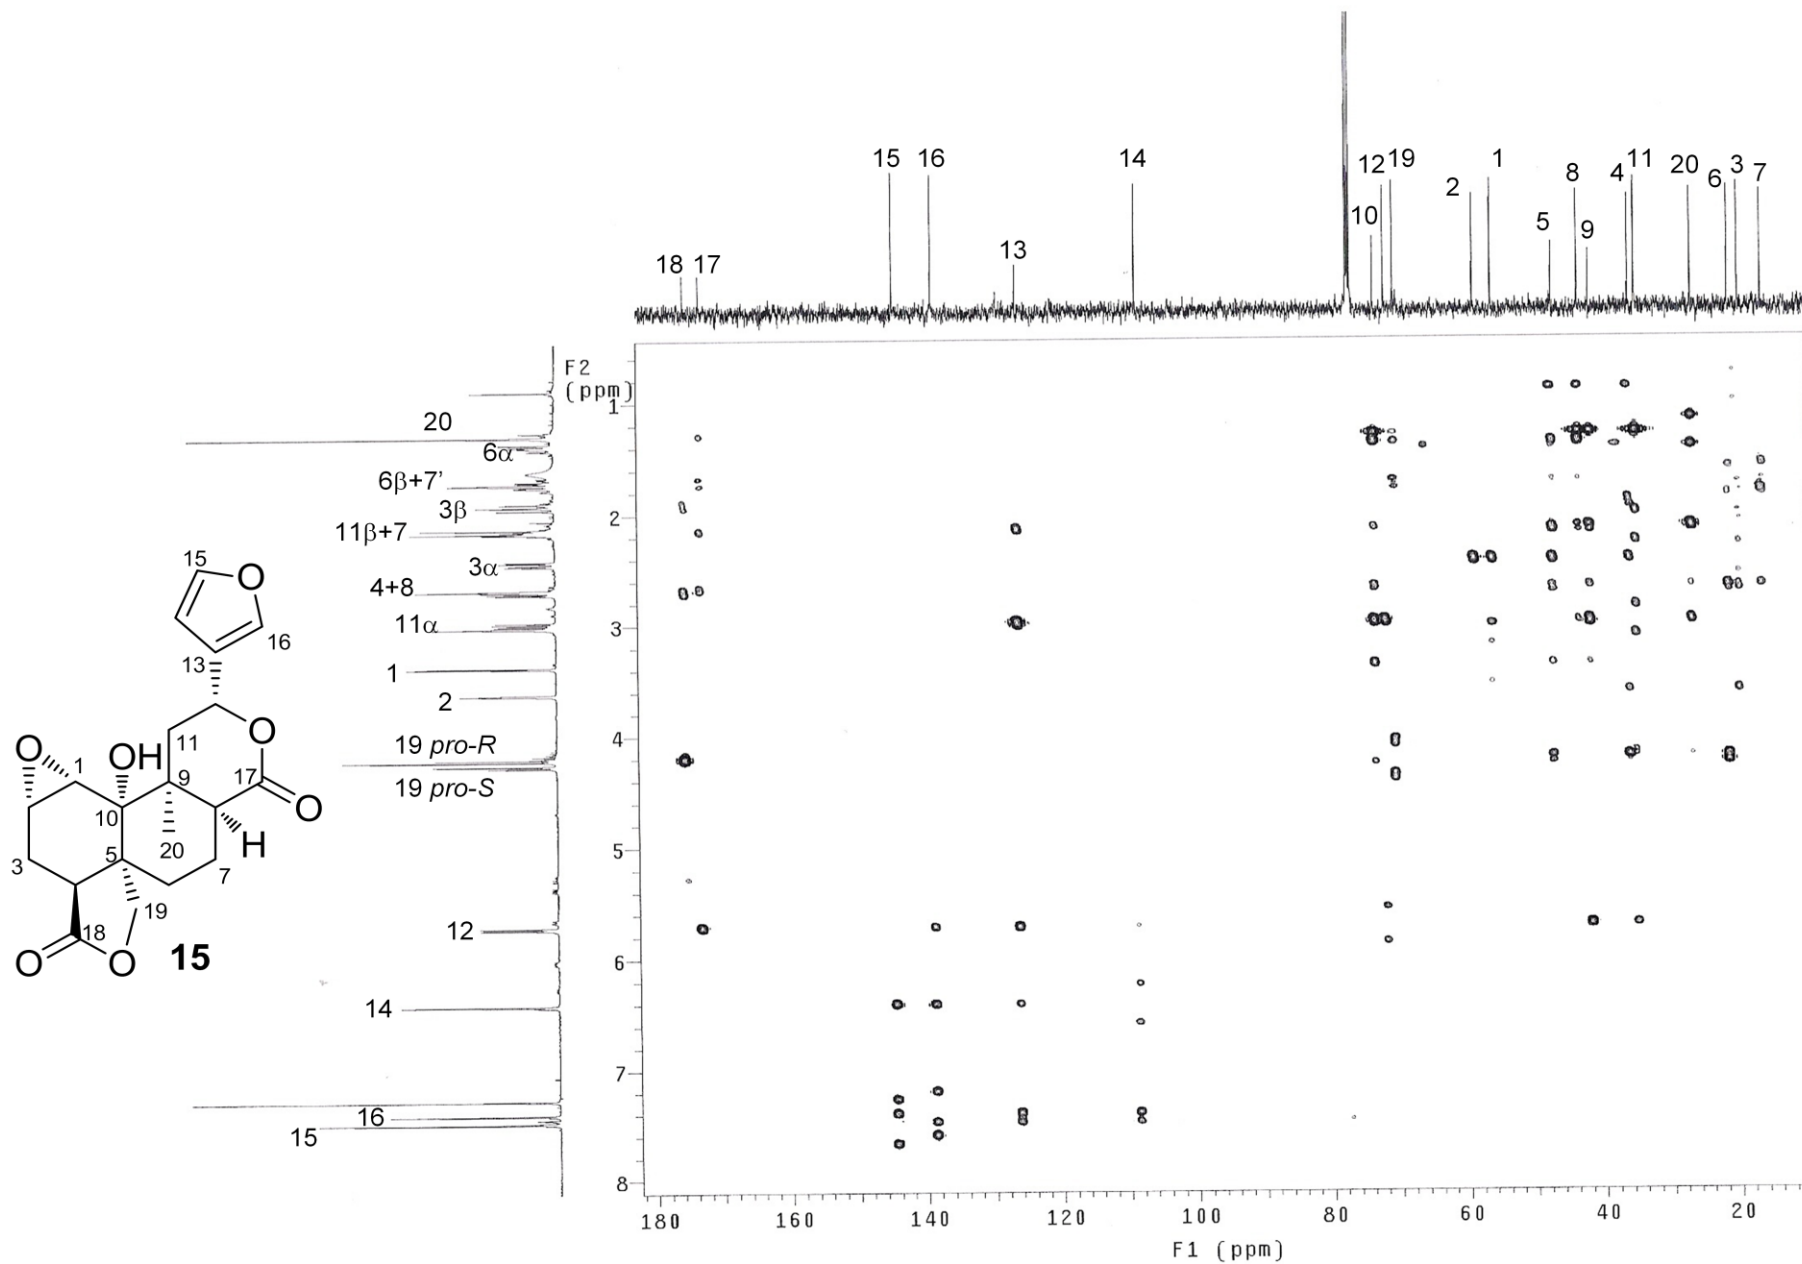 15 16 14 12 19 1 2 8 4 11 20 6 3 7
10 5 9
18 17 13
F2
(ppm)
20
6α
6β+7'
3β
11β+7
3α
4+8
11α
1
2
19 pro-R
19 pro-S
12
14
16
15
1
2
3
4
5
6
7
8
180 160 140 120 100 80 60 40 20
F1 (ppm)
15
O
16
13
O
O
OH
11
1
9
17
O
10
H
20
3
5
7
19
18
O
O
15